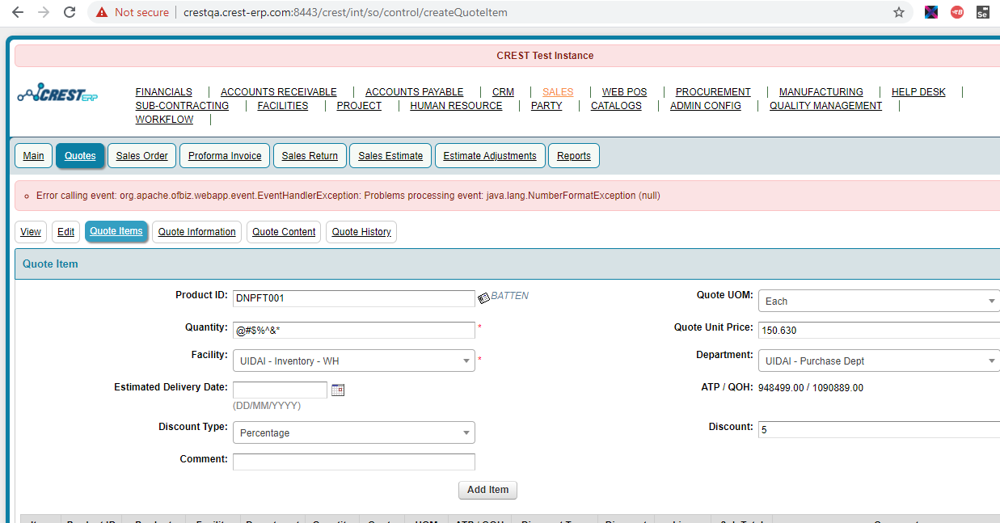 Not secure | crestqa.crest-erp.com:8443/crest/int/so/control/createQuoteItem
CREST Test Instance
CREST ERP
FINANCIALS | ACCOUNTS RECEIVABLE | ACCOUNTS PAYABLE | CRM | SALES | WEB POS | PROCUREMENT | MANUFACTURING | HELP DESK |
SUB-CONTRACTING | FACILITIES | PROJECT | HUMAN RESOURCE | PARTY | CATALOGS | ADMIN CONFIG | QUALITY MANAGEMENT |
WORKFLOW |
Main Quotes Sales Order Proforma Invoice Sales Return Sales Estimate Estimate Adjustments Reports
Error calling event: org.apache.ofbiz.webapp.event.EventHandlerException: Problems processing event: java.lang.NumberFormatException (null)
View Edit Quote Items Quote Information Quote Content Quote History
Quote Item
Product ID: DNPFT001 BATTEN Quote UOM: Each
Quantity: @#$%^&* * Quote Unit Price: 150.630
Facility: UIDAI - Inventory - WH * Department: UIDAI - Purchase Dept
Estimated Delivery Date: ATP / QOH: 948499.00 / 1090889.00
(DD/MM/YYYY)
Discount Type: Percentage Discount: 5
Comment:
Add Item